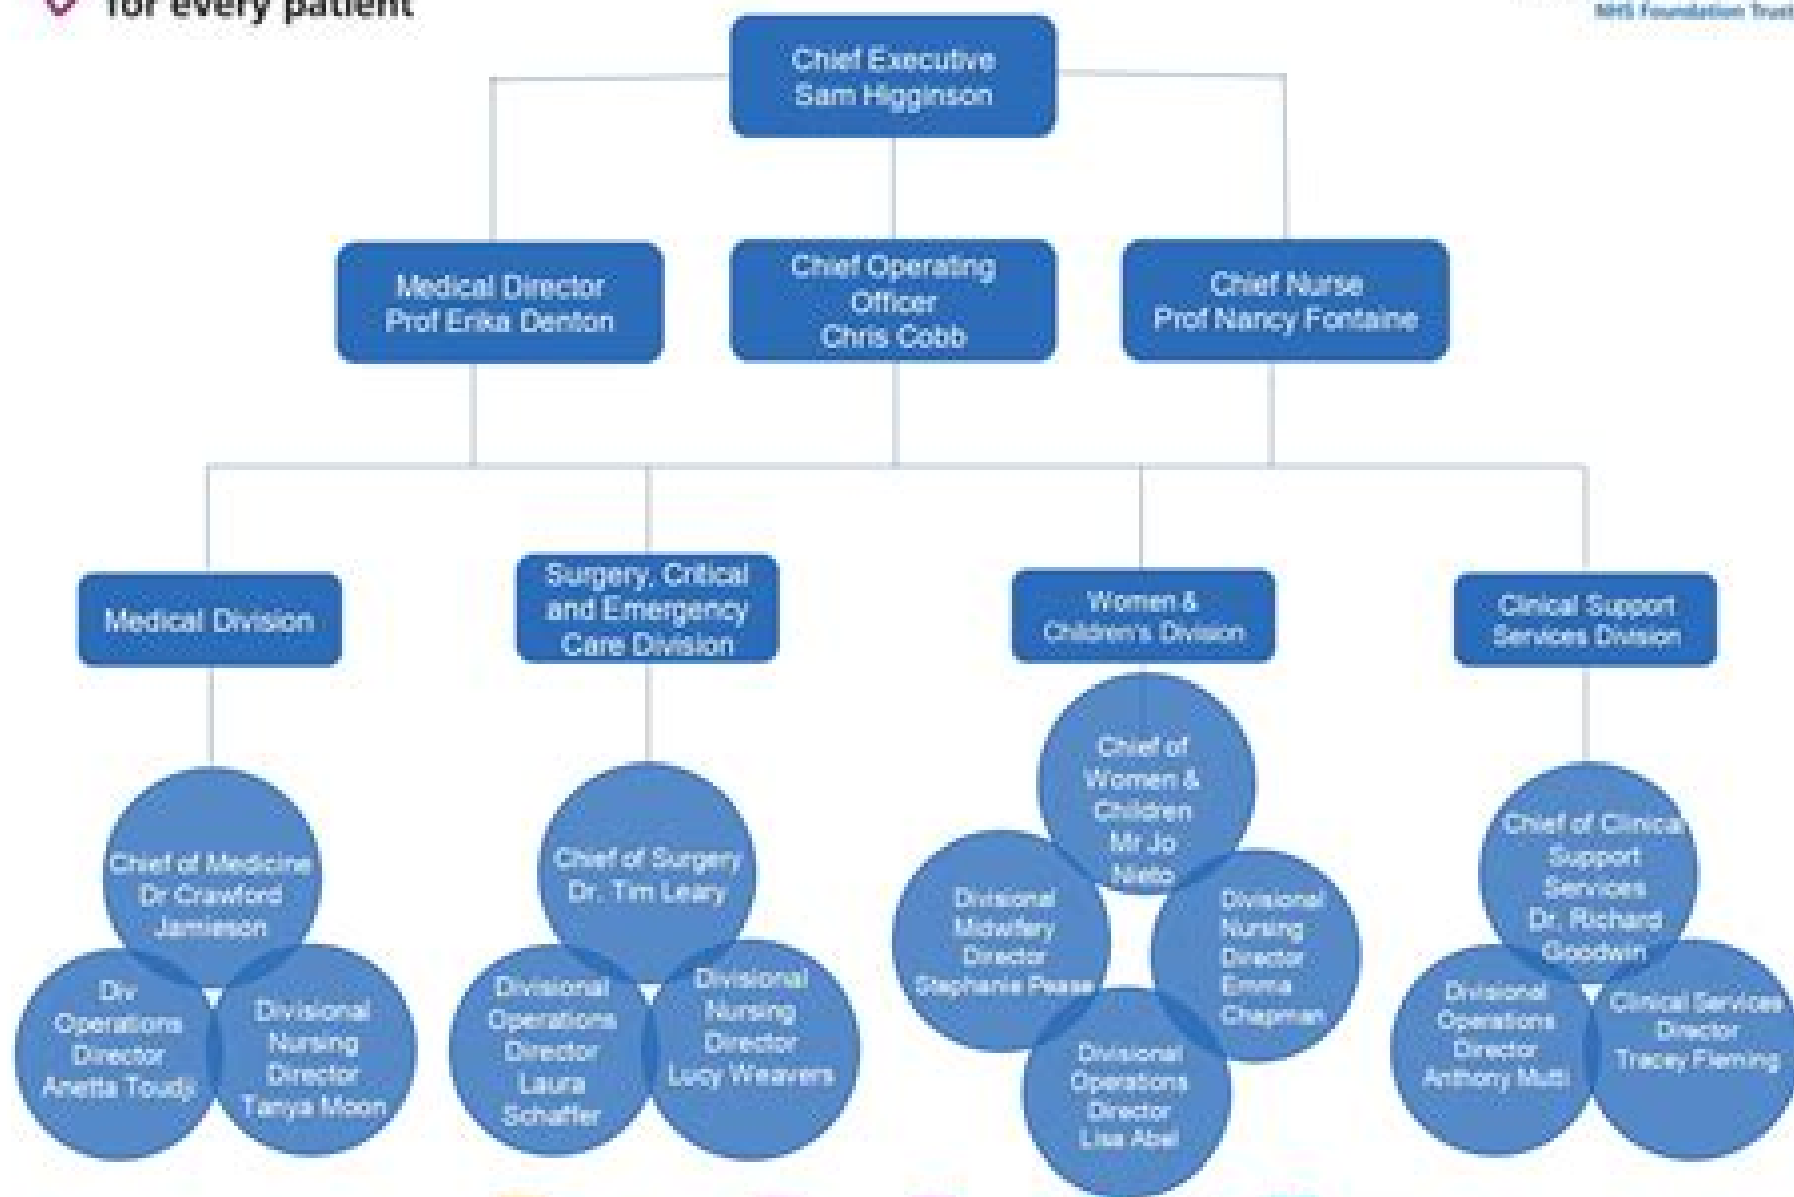 for every patient
NHS Foundation Trust
Chief Executive
Sam Higginson
Medical Director
Prof Erika Denton
Chief Operating
Officer
Chris Cobb
Chief Nurse
Prof Nancy Fontaine
Medical Division
Surgery, Critical
and Emergency
Care Division
Women &
Children's Division
Clinical Support
Services Division
Chief of Medicine
Dr Crawford
Jamieson
Div
Operations
Director
Anetta Toudji
Divisional
Nursing
Director
Tanya Moon
Chief of Surgery
Dr. Tim Leary
Divisional
Operations
Director
Laura
Schaffer
Divisional
Nursing
Director
Lucy Weavers
Chief of
Women &
Children
Mr Jo
Nieto
Divisional
Midwifery
Director
Stephanie Pease
Divisional
Nursing
Director
Emma
Chapman
Divisional
Operations
Director
Lisa Abel
Chief of Clinical
Support
Services
Dr. Richard
Goodwin
Divisional
Operations
Director
Anthony Mutti
Clinical Services
Director
Tracey Fleming